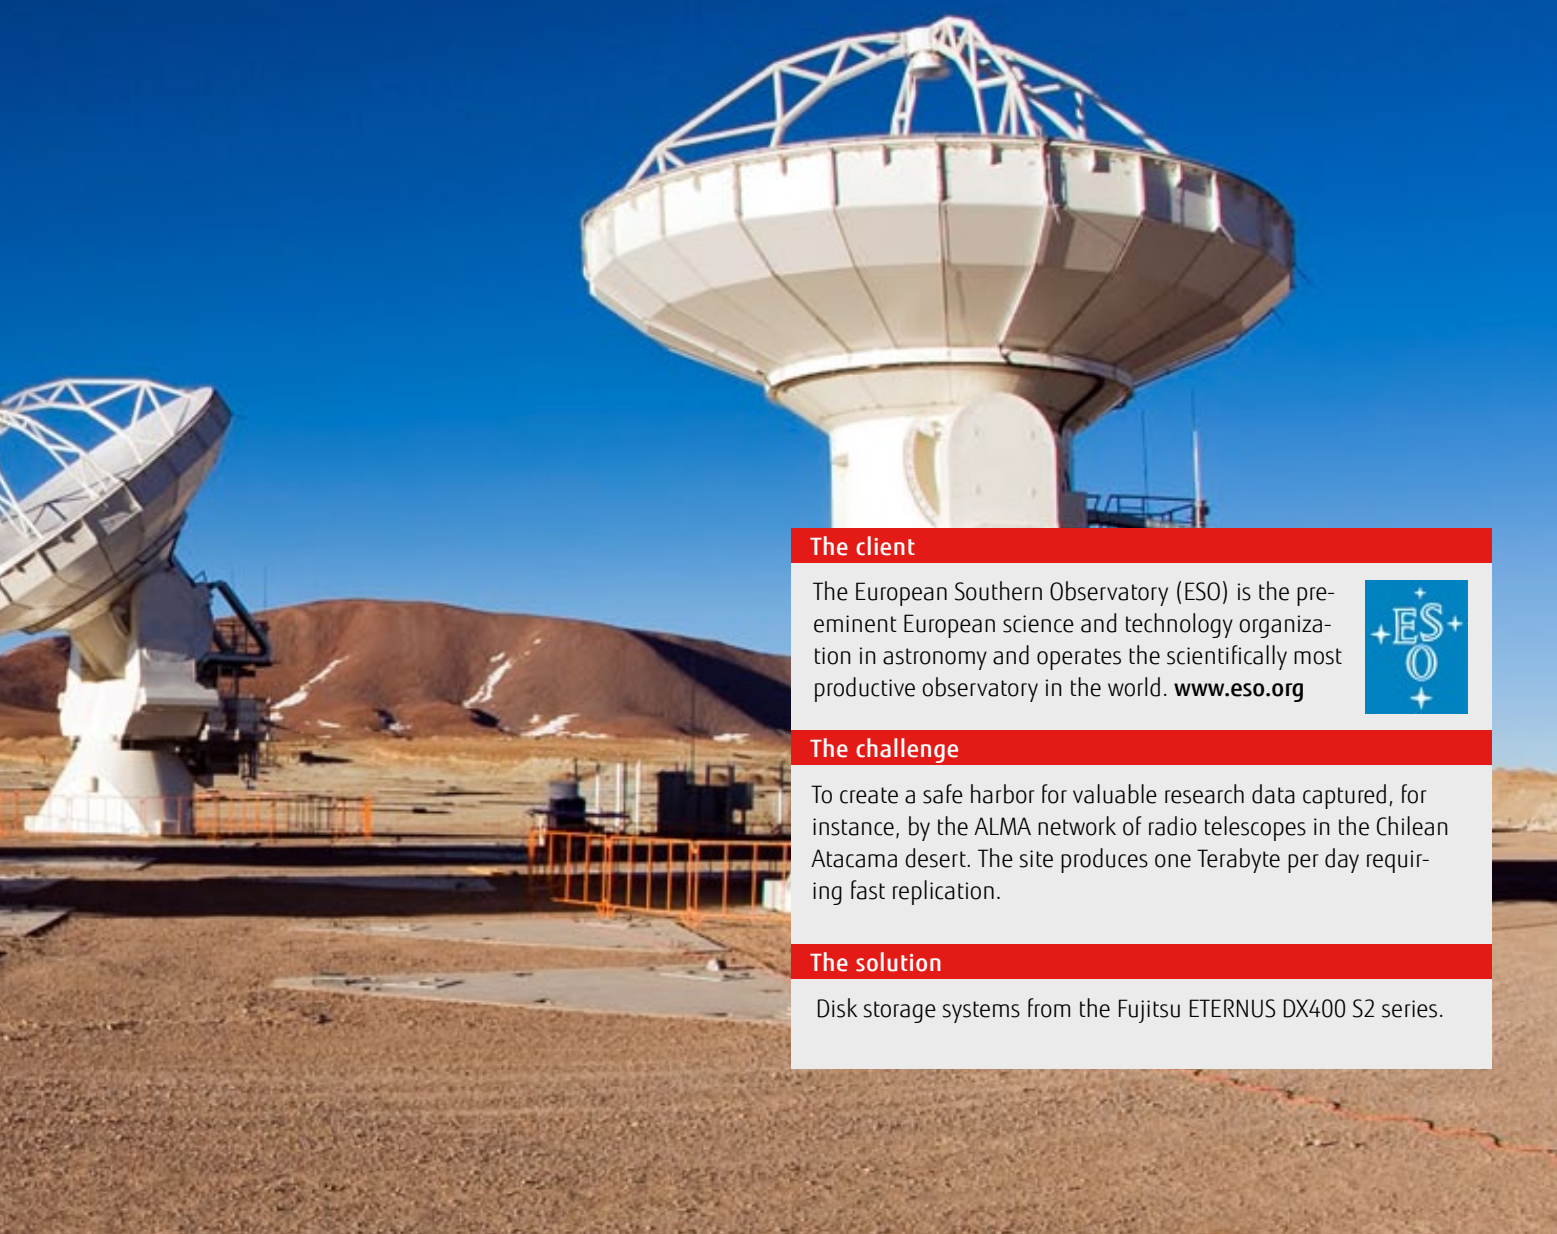 The client
The European Southern Observatory (ESO) is the pre-
eminent European science and technology organiza-
tion in astronomy and operates the scientifically most
productive observatory in the world. www.eso.org
ES
O
The challenge
To create a safe harbor for valuable research data captured, for
instance, by the ALMA network of radio telescopes in the Chilean
Atacama desert. The site produces one Terabyte per day requir-
ing fast replication.
The solution
Disk storage systems from the Fujitsu ETERNUS DX400 S2 series.